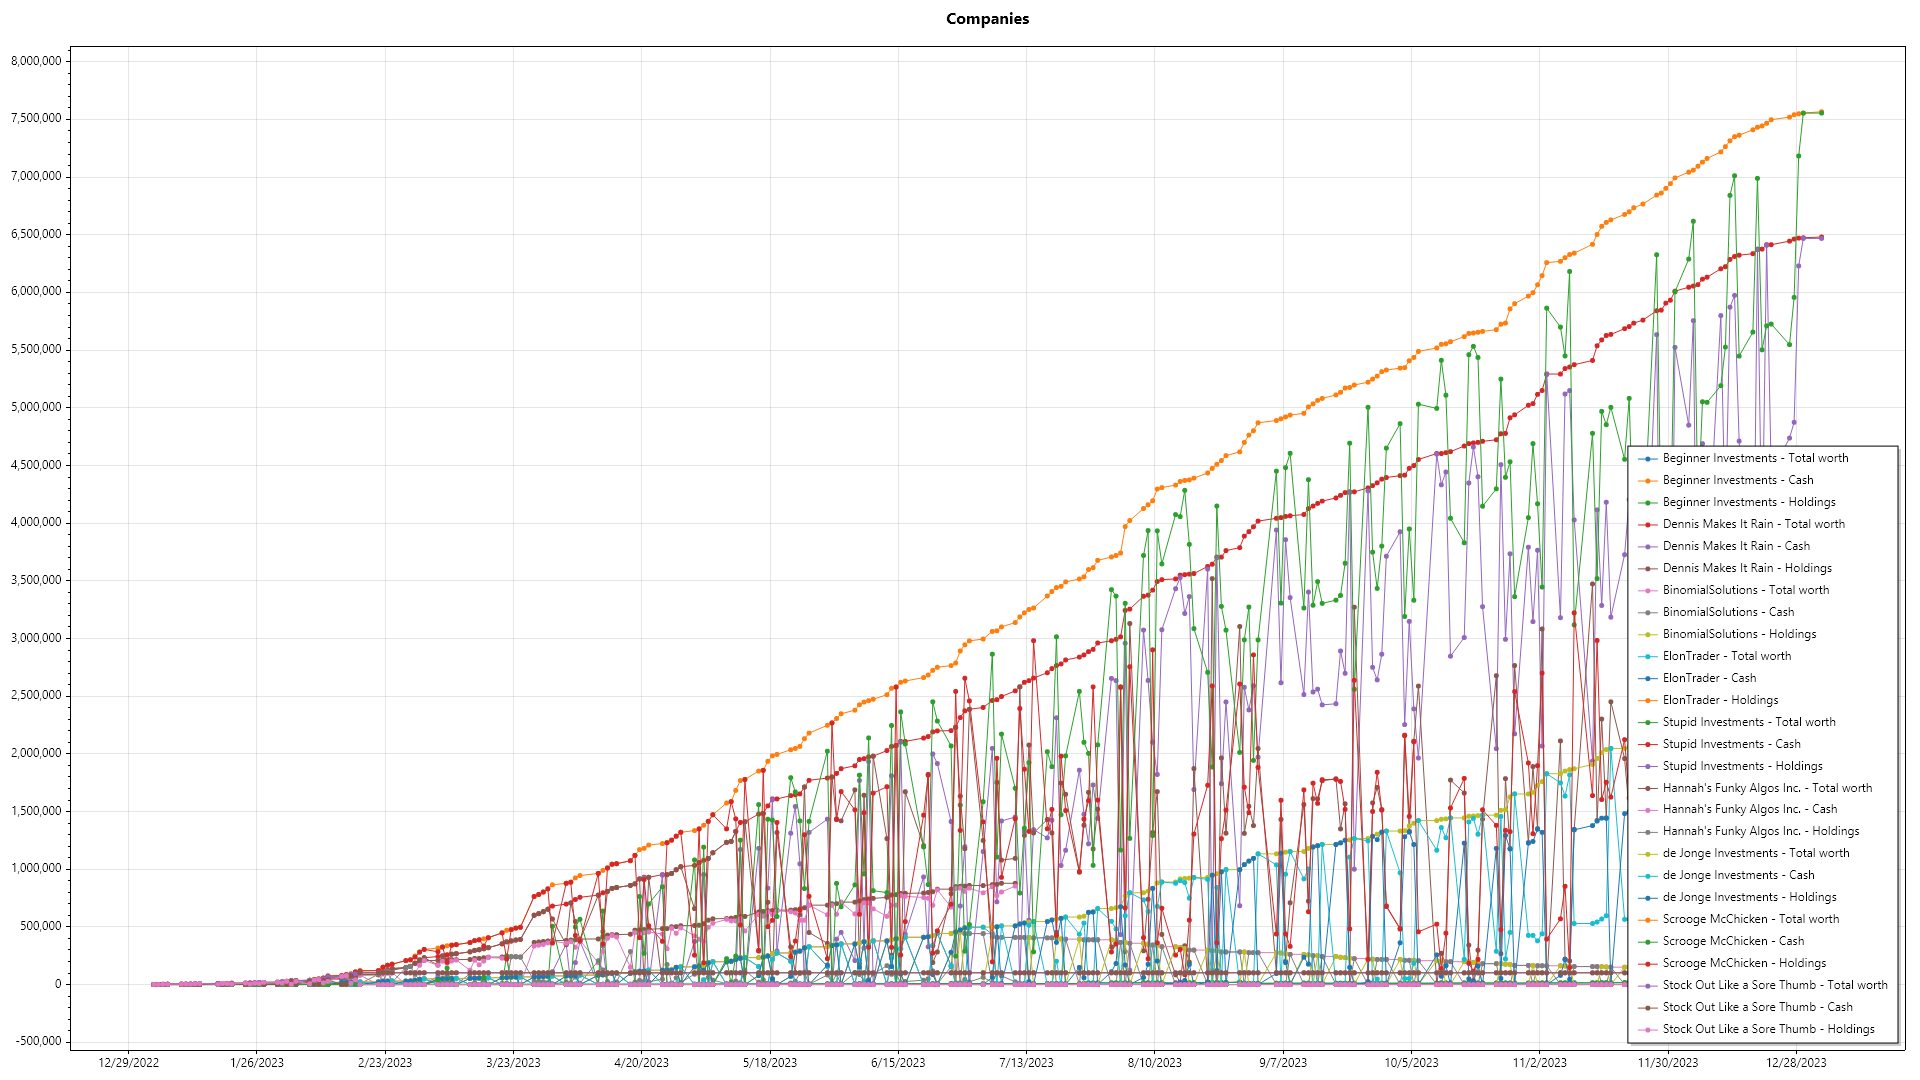 Companies
8,000,000
7,500,000
7,000,000
6,500,000
6,000,000
5,500,000
5,000,000
4,500,000
4,000,000
3,500,000
3,000,000
2,500,000
2,000,000
1,500,000
1,000,000
500,000
0
-500,000
12/29/2022 1/26/2023 2/23/2023 3/23/2023 4/20/2023 5/18/2023 6/15/2023 7/13/2023 8/10/2023 9/7/2023 10/5/2023 11/2/2023 11/30/2023 12/28/2023
Beginner Investments - Total worth
Beginner Investments - Cash
Beginner Investments - Holdings
Dennis Makes It Rain - Total worth
Dennis Makes It Rain - Cash
Dennis Makes It Rain - Holdings
BinomialSolutions - Total worth
BinomialSolutions - Cash
BinomialSolutions - Holdings
ElonTrader - Total worth
ElonTrader - Cash
ElonTrader - Holdings
Stupid Investments - Total worth
Stupid Investments - Cash
Stupid Investments - Holdings
Hannah's Funky Algos Inc. - Total worth
Hannah's Funky Algos Inc. - Cash
Hannah's Funky Algos Inc. - Holdings
de Jonge Investments - Total worth
de Jonge Investments - Cash
de Jonge Investments - Holdings
Scrooge McChicken - Total worth
Scrooge McChicken - Cash
Scrooge McChicken - Holdings
Stock Out Like a Sore Thumb - Total worth
Stock Out Like a Sore Thumb - Cash
Stock Out Like a Sore Thumb - Holdings